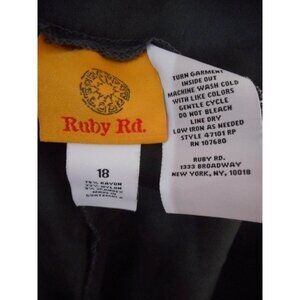 Ruby Rd.
18
TURN GARMENT
INSIDE OUT
MACHINE WASH COLD
WITH LIKE COLORS
GENTLE CYCLE
DO NOT BLEACH
LINE DRY
LOW IRON AS NEEDED
STYLE 47101 RP
RN 107680
RUBY RD.
1333 BROADWAY
NEW YORK, NY, 10018